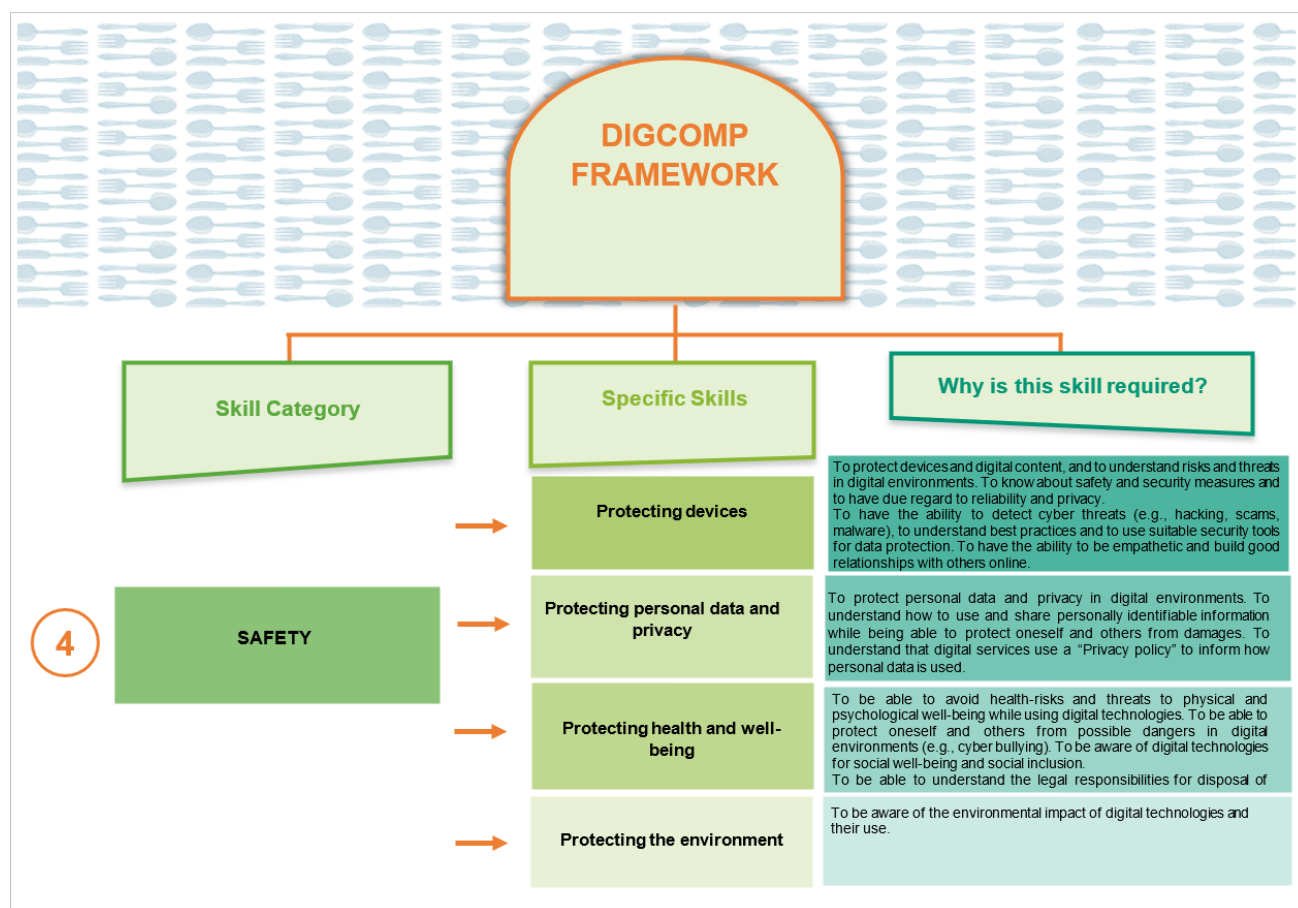 DIGCOMP
FRAMEWORK
Skill Category
Specific Skills
Why is this skill required?
4
SAFETY
Protecting devices
To protect devices and digital content, and to understand risks and threats
in digital environments. To know about safety and security measures and
to have due regard to reliability and privacy.
To have the ability to detect cyber threats (e.g., hacking, scams,
malware), to understand best practices and to use suitable security tools
for data protection. To have the ability to be empathetic and build good
relationships with others online.
Protecting personal data and
privacy
To protect personal data and privacy in digital environments. To
understand how to use and share personally identifiable information
while being able to protect oneself and others from damages. To
understand that digital services use a “Privacy policy” to inform how
personal data is used.
Protecting health and well-
being
To be able to avoid health-risks and threats to physical and
psychological well-being while using digital technologies. To be able to
protect oneself and others from possible dangers in digital
environments (e.g., cyber bullying). To be aware of digital technologies
for social well-being and social inclusion.
To be able to understand the legal responsibilities for disposal of
Protecting the environment
To be aware of the environmental impact of digital technologies and
their use.